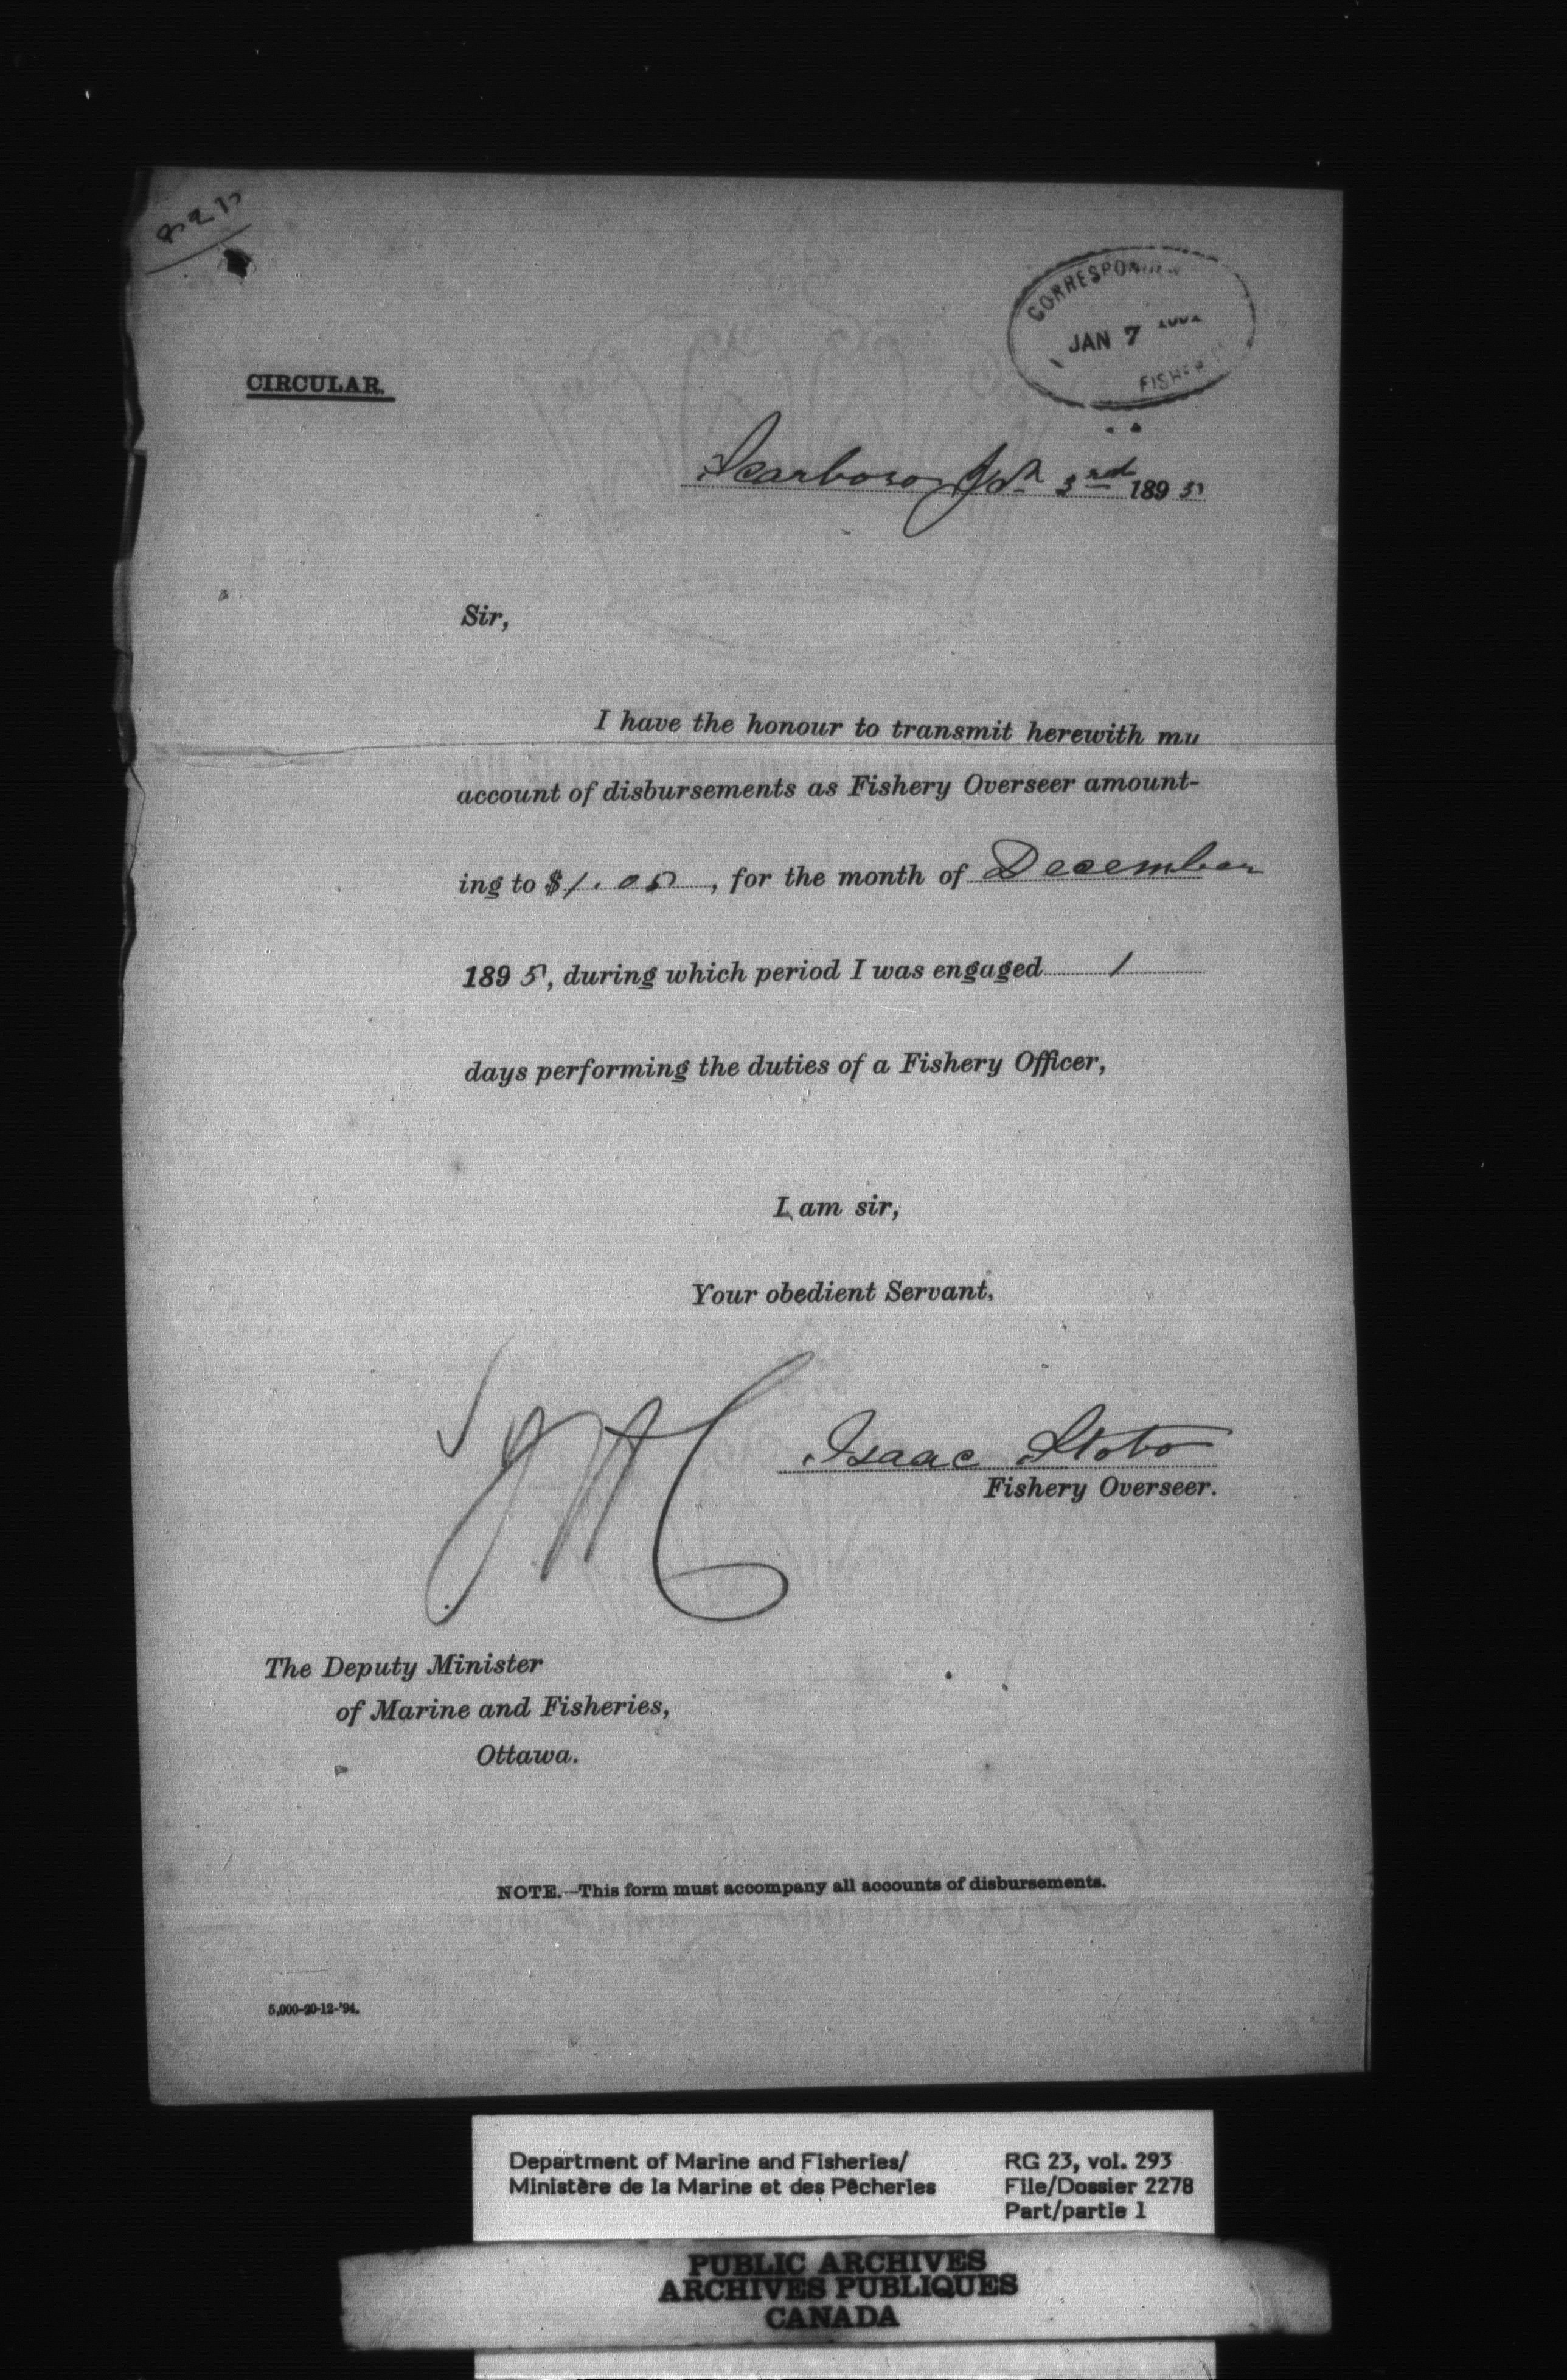 CIRCULAR.
JAN 7
Scarboro Jct. 3rd 1895
Sir,
I have the honour to transmit herewith my
account of disbursements as Fishery Overseer amount-
ing to $1.05, for the month of December
1895, during which period I was engaged 1
days performing the duties of a Fishery Officer,
I am sir,
Your obedient Servant,
Isaac Stobo
Fishery Overseer.
The Deputy Minister
of Marine and Fisheries,
Ottawa.
NOTE.—This form must accompany all accounts of disbursements.
5,000-20-12-'94.
Department of Marine and Fisheries/
Ministère de la Marine et des Pêcheries
RG 23, vol. 293
File/Dossier 2278
Part/partie 1
PUBLIC ARCHIVES
ARCHIVES PUBLIQUES
CANADA